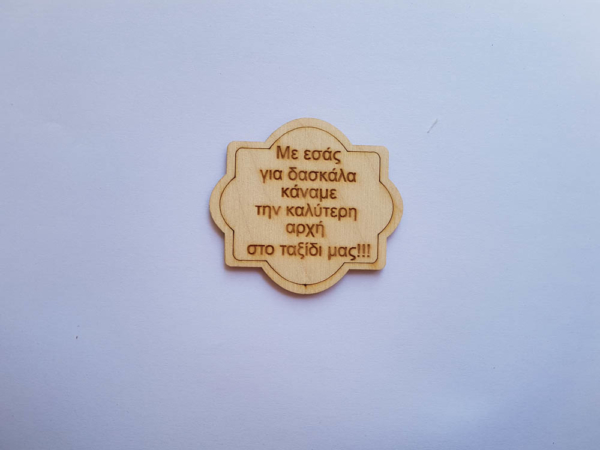 Με εσάς
για δασκάλα
κάναμε
την καλύτερη
αρχή
στο ταξίδι μας!!!